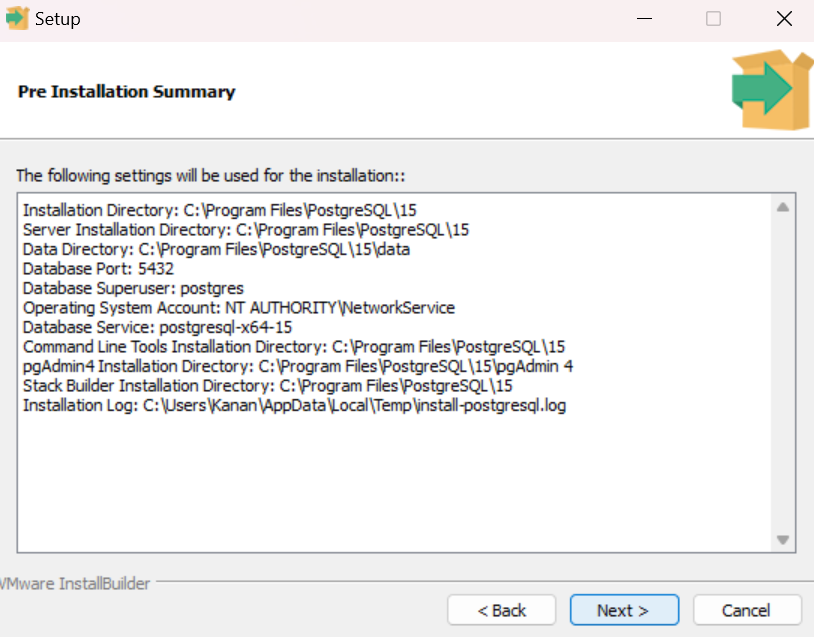 Setup
Pre Installation Summary
The following settings will be used for the installation::
Installation Directory: C:\Program Files\PostgreSQL\15
Server Installation Directory: C:\Program Files\PostgreSQL\15
Data Directory: C:\Program Files\PostgreSQL\15\data
Database Port: 5432
Database Superuser: postgres
Operating System Account: NT AUTHORITY\NetworkService
Database Service: postgresql-x64-15
Command Line Tools Installation Directory: C:\Program Files\PostgreSQL\15
pgAdmin4 Installation Directory: C:\Program Files\PostgreSQL\15\pgAdmin 4
Stack Builder Installation Directory: C:\Program Files\PostgreSQL\15
Installation Log: C:\Users\Kanan\AppData\Local\Temp\install-postgresql.log
VMware InstallBuilder
< Back
Next >
Cancel